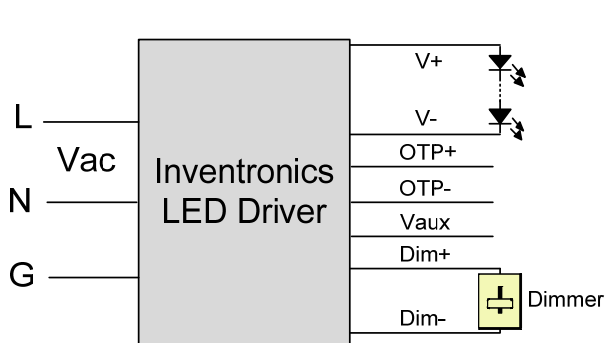 L
Vac
N
G
Inventronics
LED Driver
V+
V-
OTP+
OTP-
Vaux
Dim+
Dim-
Dimmer